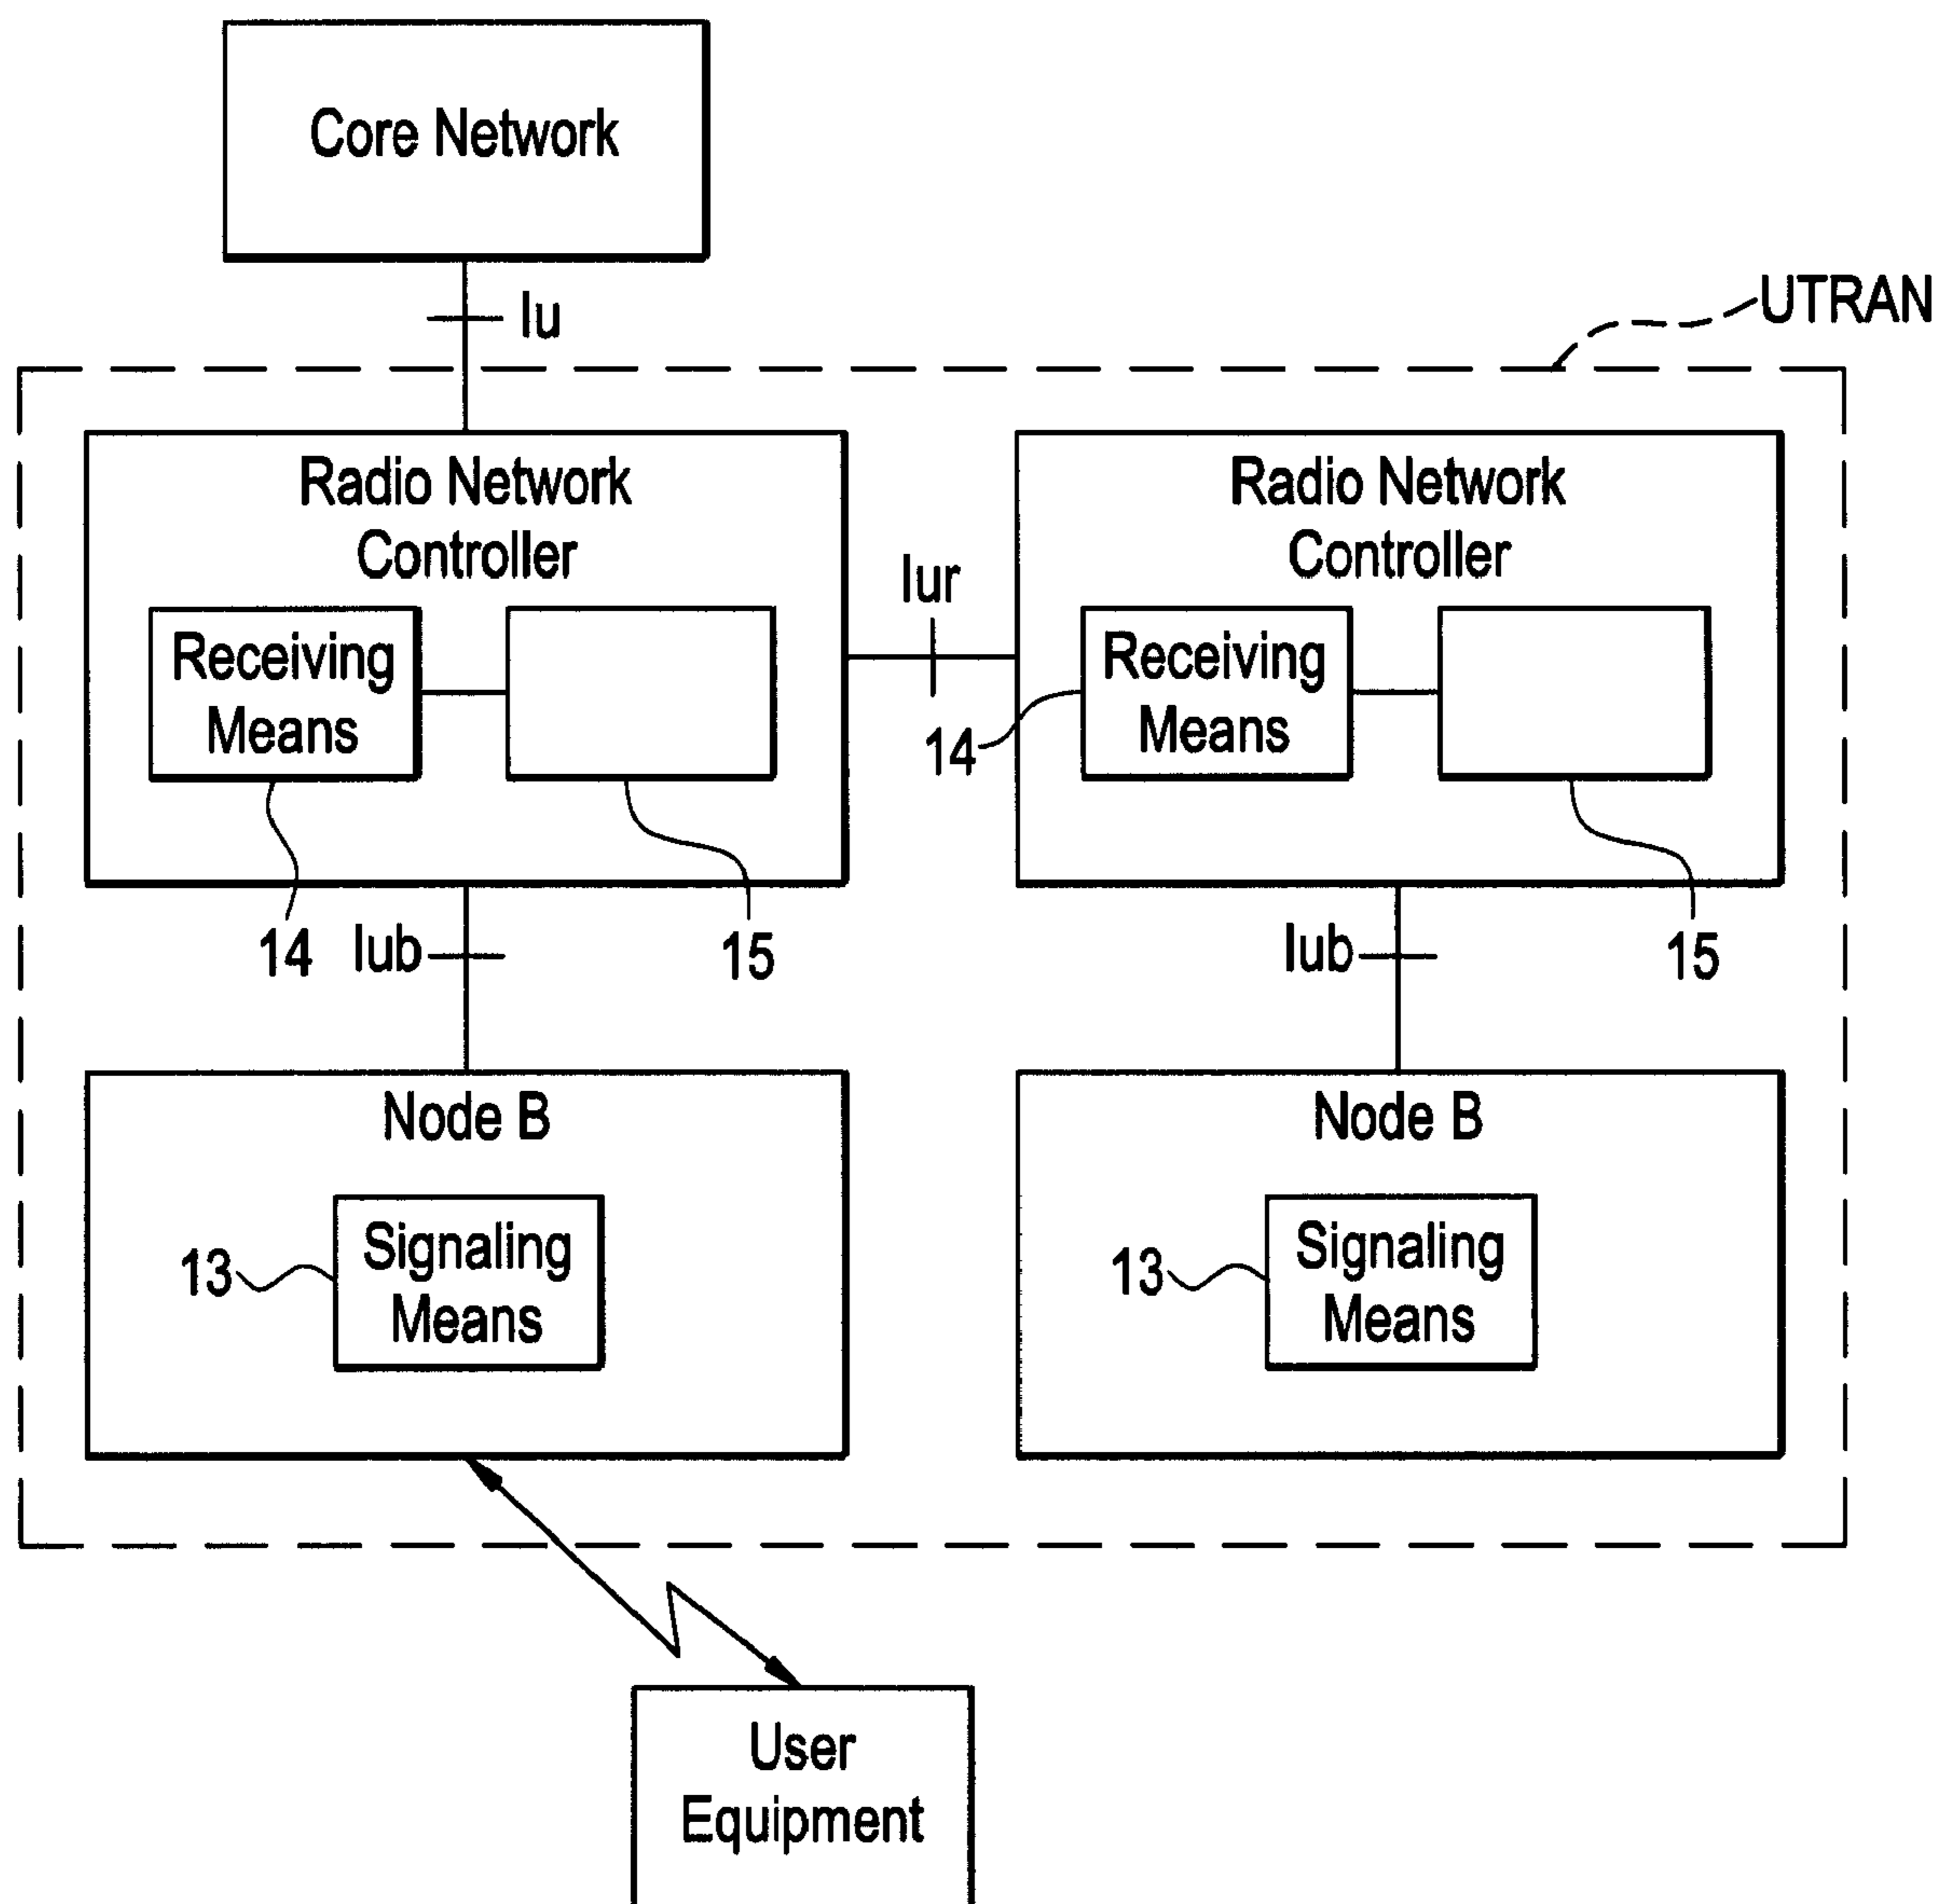 Core Network
Iu
UTRAN
Radio Network
Controller
Receiving
Means
14
15
Iur
Radio Network
Controller
Receiving
Means
14
15
Iub
Iub
Node B
Signaling
Means
13
Node B
Signaling
Means
13
User
Equipment